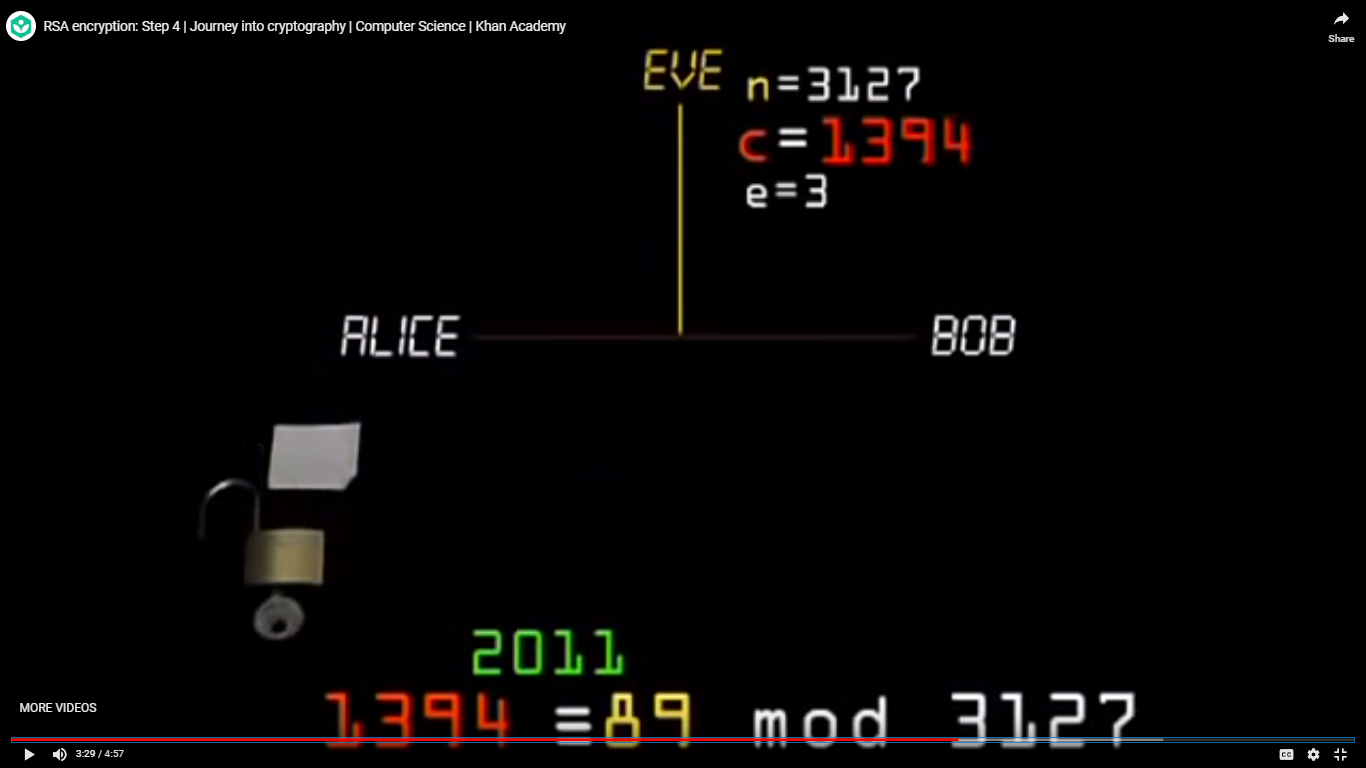 RSA encryption: Step 4 | Journey into cryptography | Computer Science | Khan Academy
Share
EVE
n=3127
c=1394
e=3
ALICE
BOB
2011
1394 =89 mod 3127
MORE VIDEOS
3:29 / 4:57
CC